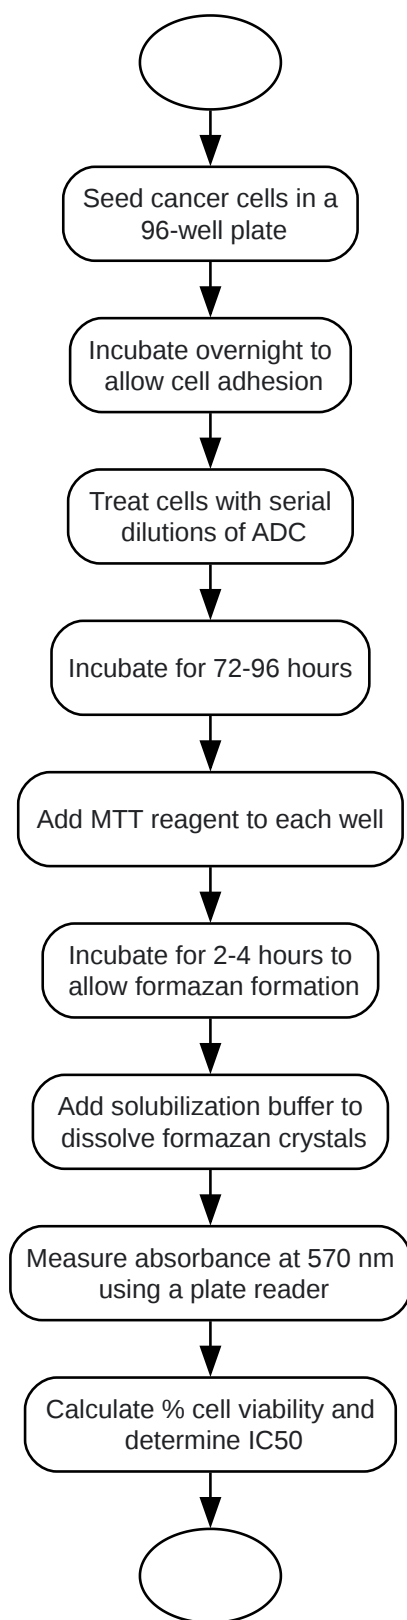 Seed cancer cells in a
96-well plate
Incubate overnight to
allow cell adhesion
Treat cells with serial
dilutions of ADC
Incubate for 72-96 hours
Add MTT reagent to each well
Incubate for 2-4 hours to
allow formazan formation
Add solubilization buffer to
dissolve formazan crystals
Measure absorbance at 570 nm
using a plate reader
Calculate % cell viability and
determine IC50